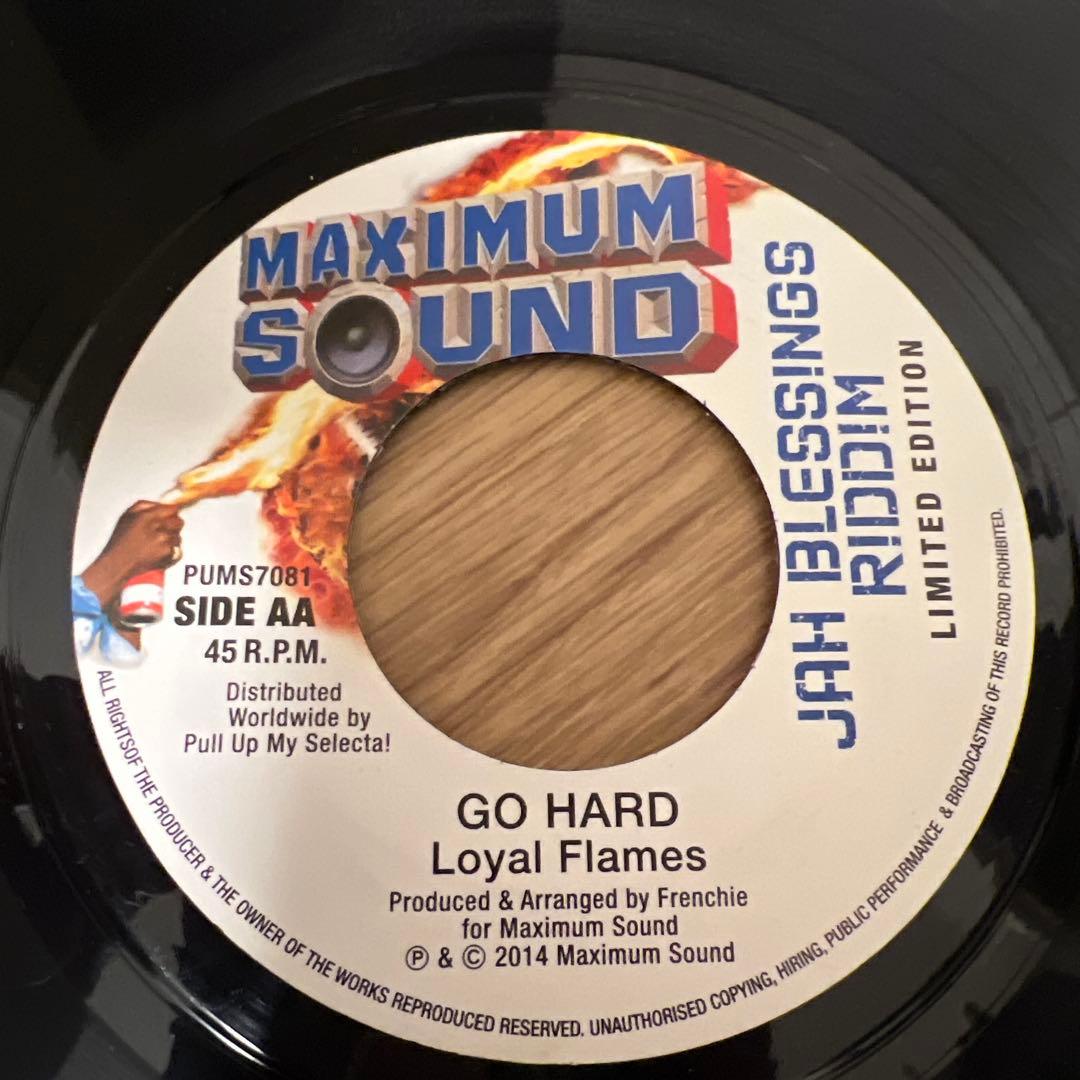 MAXIMUM
SOUND
JAH BLESSINGS
RIDDIM
LIMITED EDITION
PUMS7081
SIDE AA
45 R.P.M.
Distributed
Worldwide by
Pull Up My Selecta!
GO HARD
Loyal Flames
Produced & Arranged by Frenchie
for Maximum Sound
℗ & © 2014 Maximum Sound
ALL RIGHTSOF THE PRODUCER & THE OWNER OF THE WORKS REPRODUCED RESERVED. UNAUTHORISED COPYING, HIRING, PUBLIC PERFORMANCE & BROADCASTING OF THIS RECORD PROHIBITED.